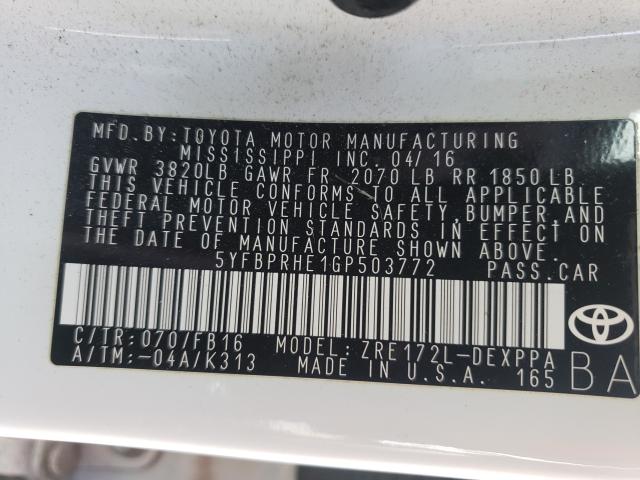 MFD. BY: TOYOTA MOTOR MANUFACTURING
MISSISSIPPI INC. 04/16
GVWR 3820LB GAWR FR 2070 LB RR 1850 LB
THIS VEHICLE CONFORMS TO ALL APPLICABLE
FEDERAL MOTOR VEHICLE SAFETY, BUMPER, AND
THEFT PREVENTION STANDARDS IN EFFECT ON
THE DATE OF MANUFACTURE SHOWN ABOVE.
5YFBPRHE1GP503772 PASS. CAR
C/TR: 070/FB16 MODEL: ZRE172L-DEXPPA
A/TM: -04A/K313 MADE IN U.S.A. 165
TOYOTA
BA